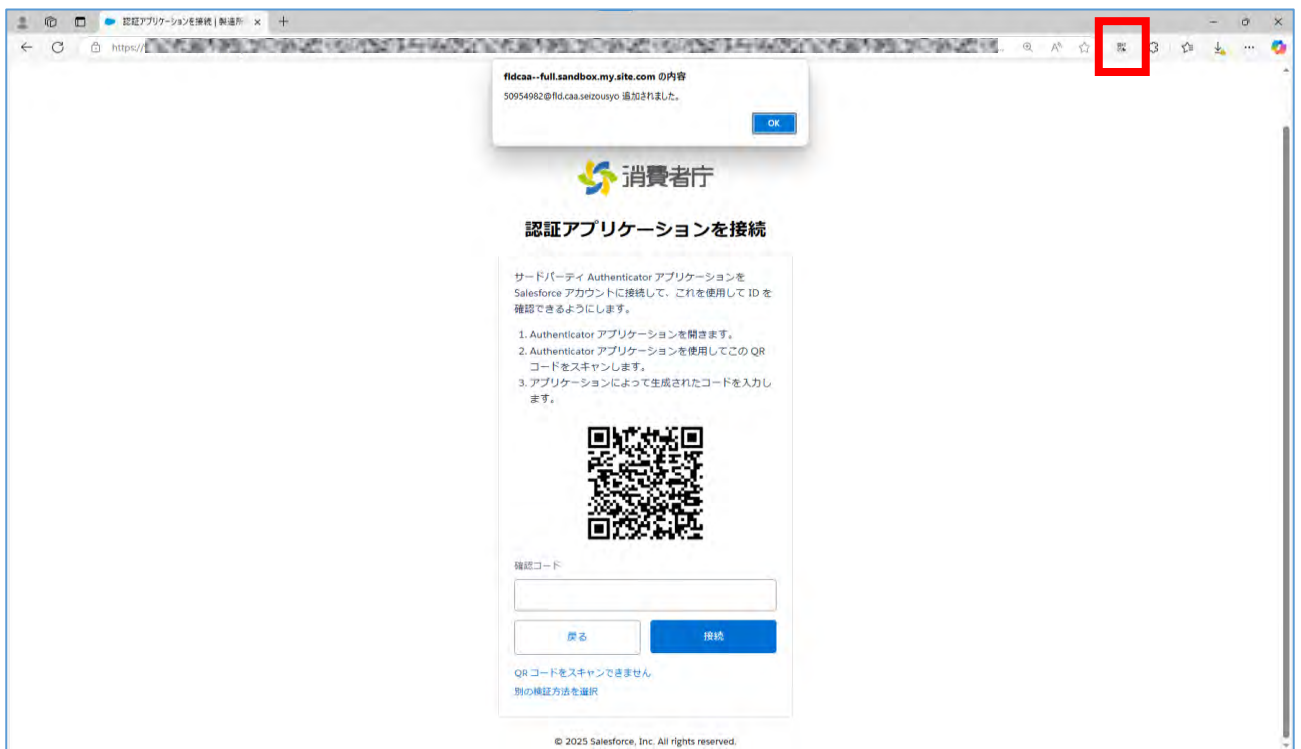 認証アプリケーションを接続 | 製造所
https://
fldcaa--full.sandbox.my.site.com の内容
50954982@fld.caa.seizousyo 追加されました。
OK
消費者庁
認証アプリケーションを接続
サードパーティ Authenticator アプリケーションを
Salesforce アカウントに接続して、これを使用して ID を
確認できるようにします。
1. Authenticator アプリケーションを開きます。
2. Authenticator アプリケーションを使用してこの QR
コードをスキャンします。
3. アプリケーションによって生成されたコードを入力し
ます。
確認コード
戻る
接続
QR コードをスキャンできません
別の検証方法を選択
© 2025 Salesforce, Inc. All rights reserved.